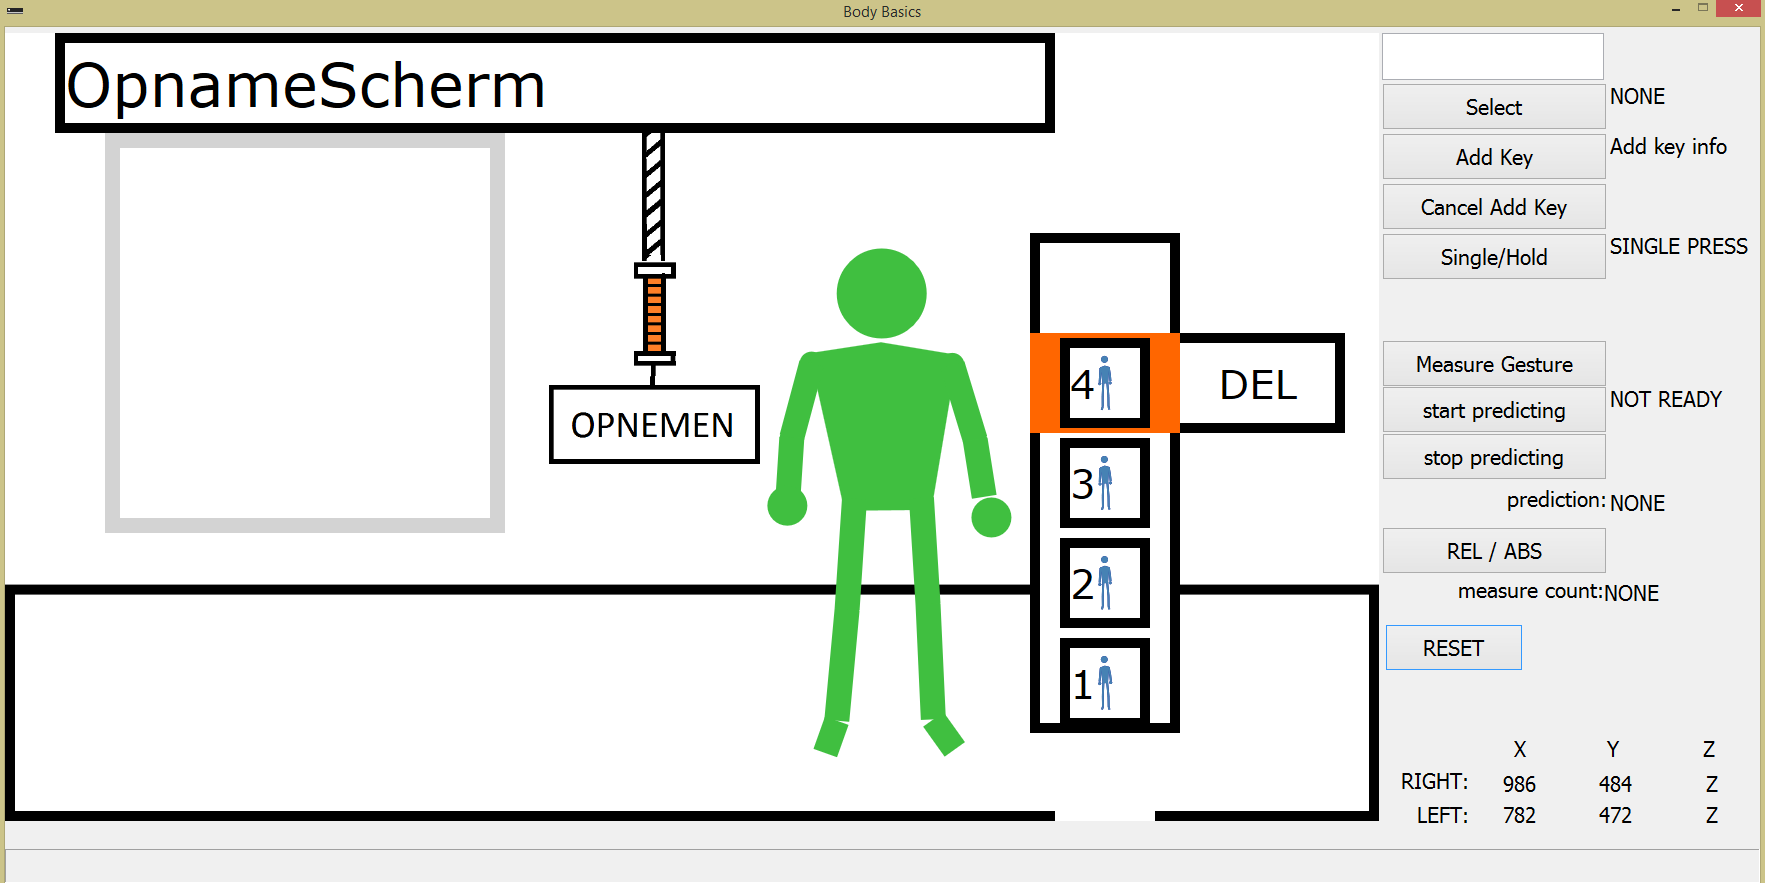 Body Basics
OpnameScherm
OPNEMEN
4
DEL
3
2
1
Select
NONE
Add Key
Add key info
Cancel Add Key
Single/Hold
SINGLE PRESS
Measure Gesture
start predicting
NOT READY
stop predicting
prediction: NONE
REL / ABS
measure count: NONE
RESET
X Y Z
RIGHT: 986 484 Z
LEFT: 782 472 Z